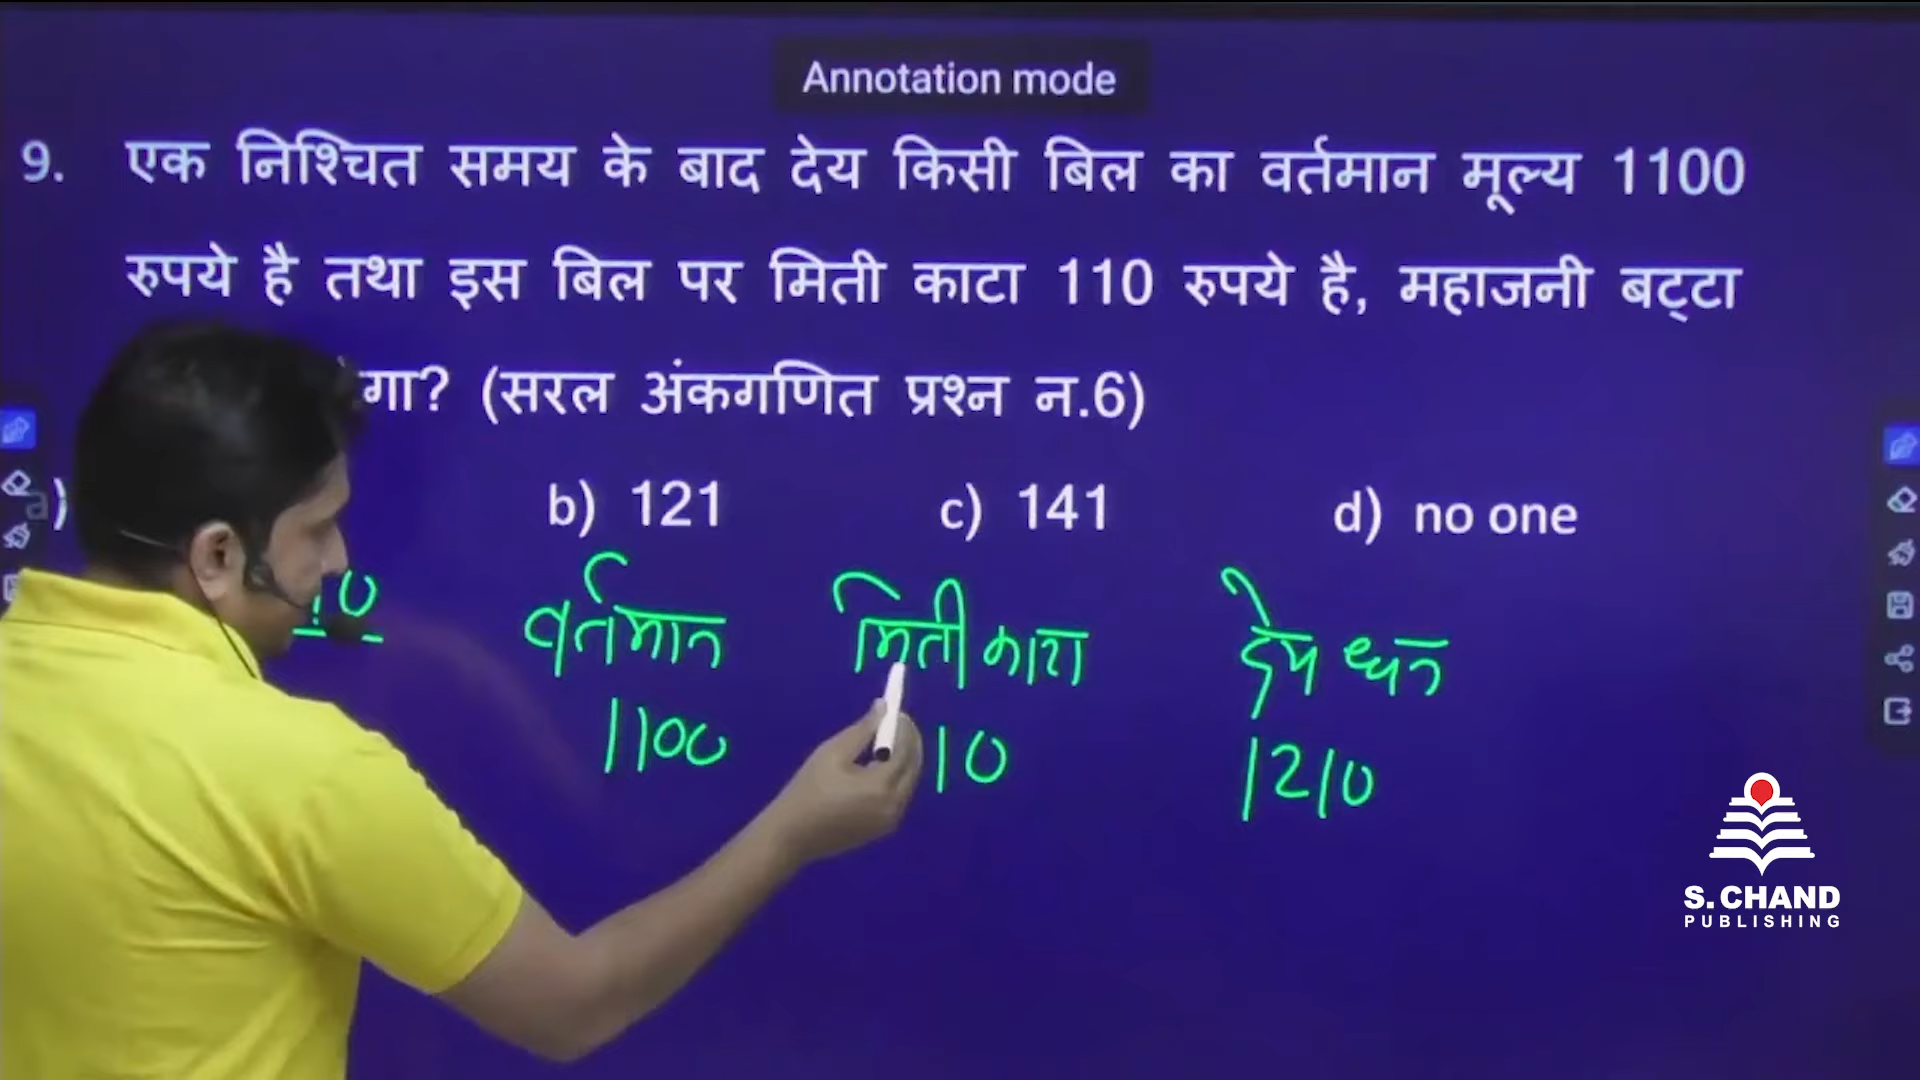 Annotation mode
9. एक निश्चित समय के बाद देय किसी बिल का वर्तमान मूल्य 1100
रुपये है तथा इस बिल पर मिती काटा 110 रुपये है, महाजनी बट्टा
गा? (सरल अंकगणित प्रश्न न.6)
a) b) 121 c) 141 d) no one
वर्तमान मिती काटा देय धन
1100 10 1210
S. CHAND
PUBLISHING